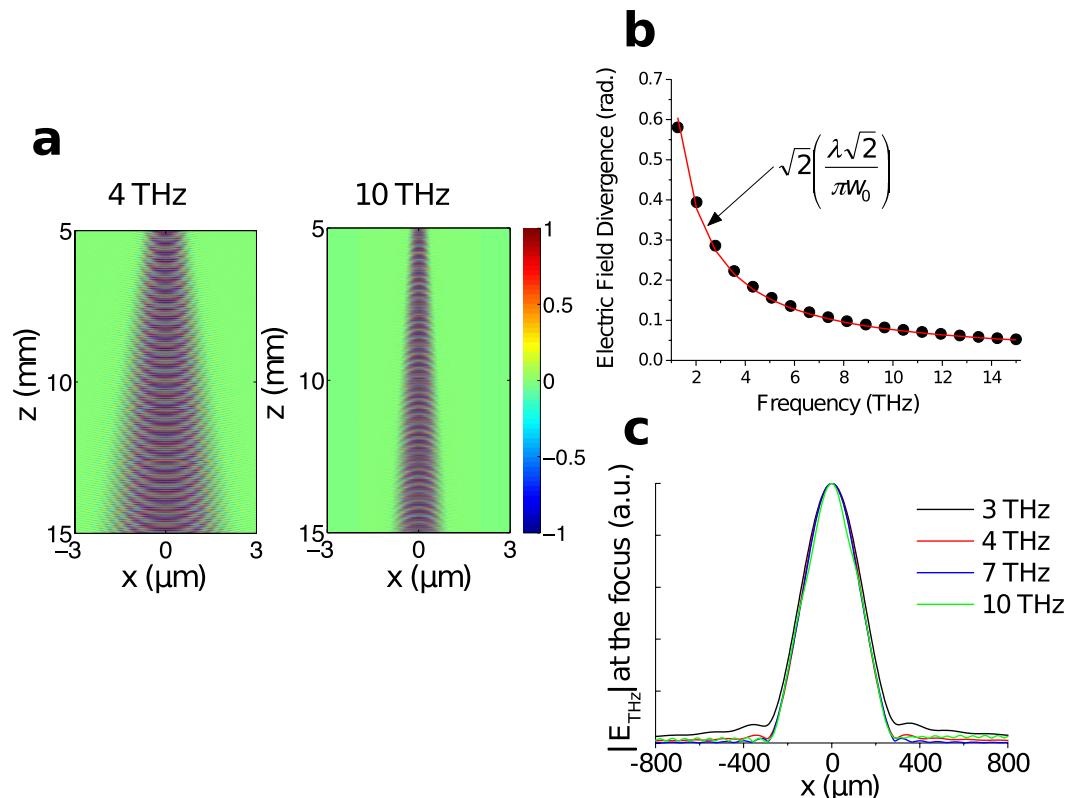 a
4 THz
10 THz
5
10
15
−3
0
3
x (μm)
z (mm)
5
10
15
−3
0
3
x (μm)
z (mm)
1
0.5
0
−0.5
−1
b
0.7
0.6
0.5
0.4
0.3
0.2
0.1
0.0
2
4
6
8
10
12
14
Electric Field Divergence (rad.)
Frequency (THz)
√2(λ√2/πw₀)
c
3 THz
4 THz
7 THz
10 THz
|E_THz| at the focus (a.u.)
-800
-400
0
400
800
x (μm)